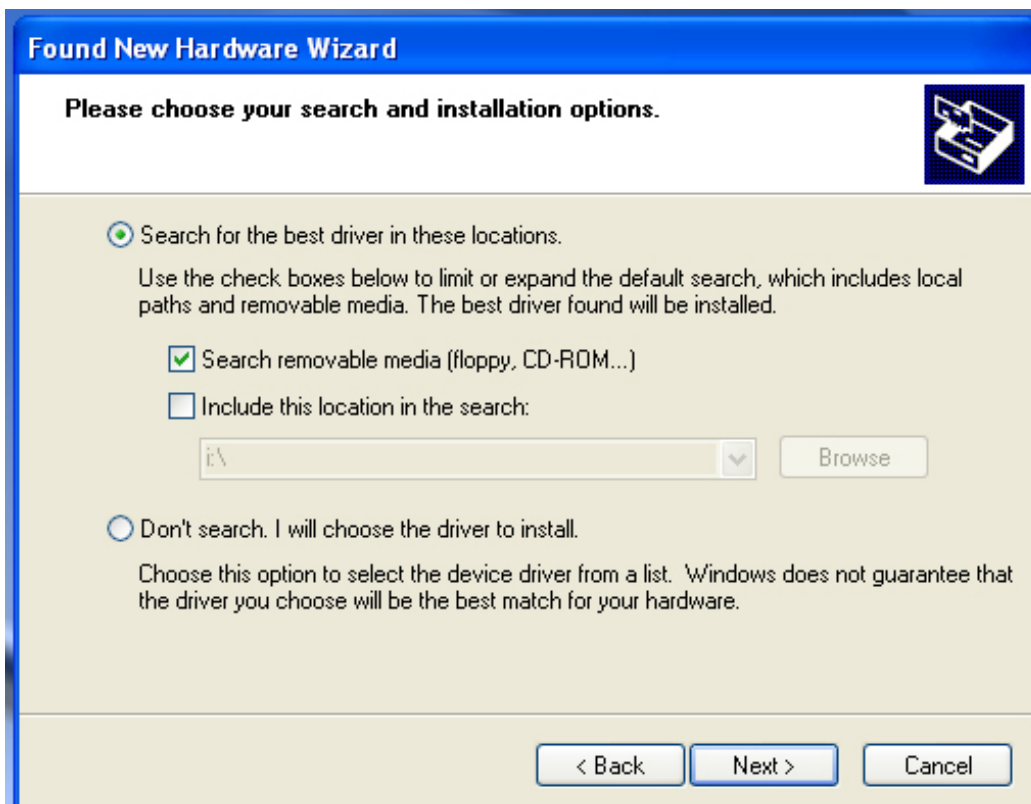 Found New Hardware Wizard
Please choose your search and installation options.
Search for the best driver in these locations.
Use the check boxes below to limit or expand the default search, which includes local
paths and removable media. The best driver found will be installed.
Search removable media (floppy, CD-ROM...)
Include this location in the search:
i:\
Browse
Don't search. I will choose the driver to install.
Choose this option to select the device driver from a list.  Windows does not guarantee that
the driver you choose will be the best match for your hardware.
< Back
Next >
Cancel